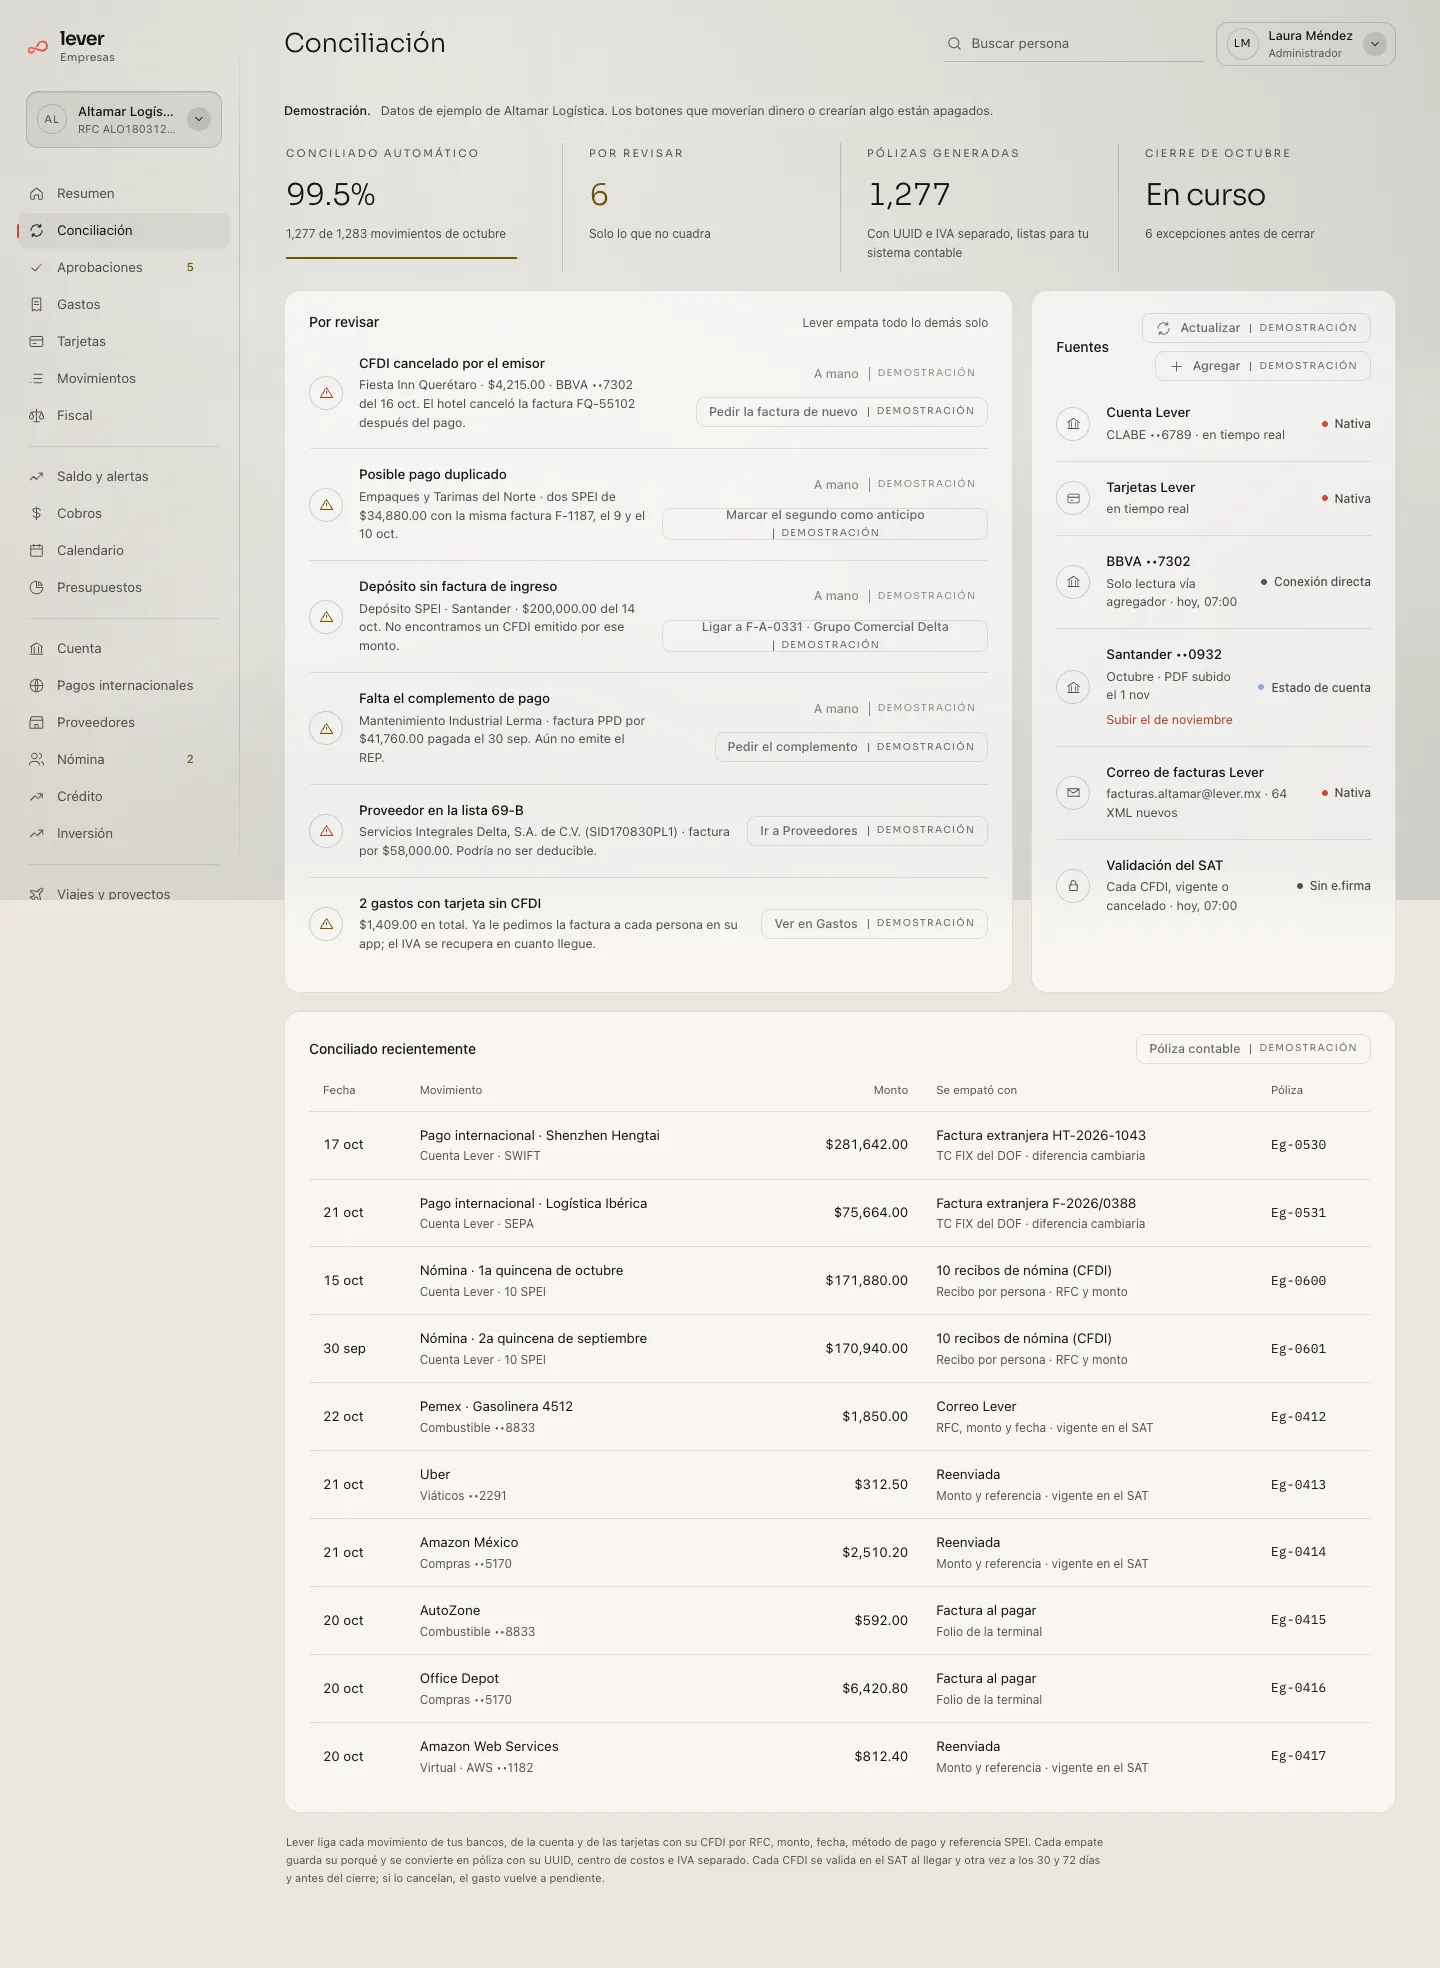 lever
Empresas
AL
Altamar Logís...
RFC ALO180312...
Resumen
Conciliación
Aprobaciones 5
Gastos
Tarjetas
Movimientos
Fiscal
Saldo y alertas
Cobros
Calendario
Presupuestos
Cuenta
Pagos internacionales
Proveedores
Nómina 2
Crédito
Inversión
Viajes y proyectos
Conciliación
Buscar persona
LM
Laura Méndez
Administrador
Demostración. Datos de ejemplo de Altamar Logística. Los botones que moverían dinero o crearían algo están apagados.
CONCILIADO AUTOMÁTICO
99.5%
1,277 de 1,283 movimientos de octubre
POR REVISAR
6
Solo lo que no cuadra
PÓLIZAS GENERADAS
1,277
Con UUID e IVA separado, listas para tu
sistema contable
CIERRE DE OCTUBRE
En curso
6 excepciones antes de cerrar
Por revisar
Lever empata todo lo demás solo
CFDI cancelado por el emisor
Fiesta Inn Querétaro · $4,215.00 · BBVA ··7302
del 16 oct. El hotel canceló la factura FQ-55102
después del pago.
A mano | DEMOSTRACIÓN
Pedir la factura de nuevo | DEMOSTRACIÓN
Posible pago duplicado
Empaques y Tarimas del Norte · dos SPEI de
$34,880.00 con la misma factura F-1187, el 9 y el
10 oct.
A mano | DEMOSTRACIÓN
Marcar el segundo como anticipo
| DEMOSTRACIÓN
Depósito sin factura de ingreso
Depósito SPEI · Santander · $200,000.00 del 14
oct. No encontramos un CFDI emitido por ese
monto.
A mano | DEMOSTRACIÓN
Ligar a F-A-0331 · Grupo Comercial Delta
| DEMOSTRACIÓN
Falta el complemento de pago
Mantenimiento Industrial Lerma · factura PPD por
$41,760.00 pagada el 30 sep. Aún no emite el
REP.
A mano | DEMOSTRACIÓN
Pedir el complemento | DEMOSTRACIÓN
Proveedor en la lista 69-B
Servicios Integrales Delta, S.A. de C.V. (SID170830PL1) · factura
por $58,000.00. Podría no ser deducible.
Ir a Proveedores | DEMOSTRACIÓN
2 gastos con tarjeta sin CFDI
$1,409.00 en total. Ya le pedimos la factura a cada persona en su
app; el IVA se recupera en cuanto llegue.
Ver en Gastos | DEMOSTRACIÓN
Fuentes
Actualizar | DEMOSTRACIÓN
Agregar | DEMOSTRACIÓN
Cuenta Lever
CLABE ··6789 · en tiempo real
Nativa
Tarjetas Lever
en tiempo real
Nativa
BBVA ··7302
Solo lectura vía
agregador · hoy, 07:00
Conexión directa
Santander ··0932
Octubre · PDF subido
el 1 nov
Subir el de noviembre
Estado de cuenta
Correo de facturas Lever
facturas.altamar@lever.mx · 64
XML nuevos
Nativa
Validación del SAT
Cada CFDI, vigente o
cancelado · hoy, 07:00
Sin e.firma
Conciliado recientemente
Póliza contable | DEMOSTRACIÓN
Fecha Movimiento Monto Se empató con Póliza
17 oct Pago internacional · Shenzhen Hengtai $281,642.00 Factura extranjera HT-2026-1043 Eg-0530
Cuenta Lever · SWIFT TC FIX del DOF · diferencia cambiaria
21 oct Pago internacional · Logística Ibérica $75,664.00 Factura extranjera F-2026/0388 Eg-0531
Cuenta Lever · SEPA TC FIX del DOF · diferencia cambiaria
15 oct Nómina · 1a quincena de octubre $171,880.00 10 recibos de nómina (CFDI) Eg-0600
Cuenta Lever · 10 SPEI Recibo por persona · RFC y monto
30 sep Nómina · 2a quincena de septiembre $170,940.00 10 recibos de nómina (CFDI) Eg-0601
Cuenta Lever · 10 SPEI Recibo por persona · RFC y monto
22 oct Pemex · Gasolinera 4512 $1,850.00 Correo Lever Eg-0412
Combustible ··8833 RFC, monto y fecha · vigente en el SAT
21 oct Uber $312.50 Reenviada Eg-0413
Viáticos ··2291 Monto y referencia · vigente en el SAT
21 oct Amazon México $2,510.20 Reenviada Eg-0414
Compras ··5170 Monto y referencia · vigente en el SAT
20 oct AutoZone $592.00 Factura al pagar Eg-0415
Combustible ··8833 Folio de la terminal
20 oct Office Depot $6,420.80 Factura al pagar Eg-0416
Compras ··5170 Folio de la terminal
20 oct Amazon Web Services $812.40 Reenviada Eg-0417
Virtual · AWS ··1182 Monto y referencia · vigente en el SAT
Lever liga cada movimiento de tus bancos, de la cuenta y de las tarjetas con su CFDI por RFC, monto, fecha, método de pago y referencia SPEI. Cada empate
guarda su porqué y se convierte en póliza con su UUID, centro de costos e IVA separado. Cada CFDI se valida en el SAT al llegar y otra vez a los 30 y 72 días
y antes del cierre; si lo cancelan, el gasto vuelve a pendiente.